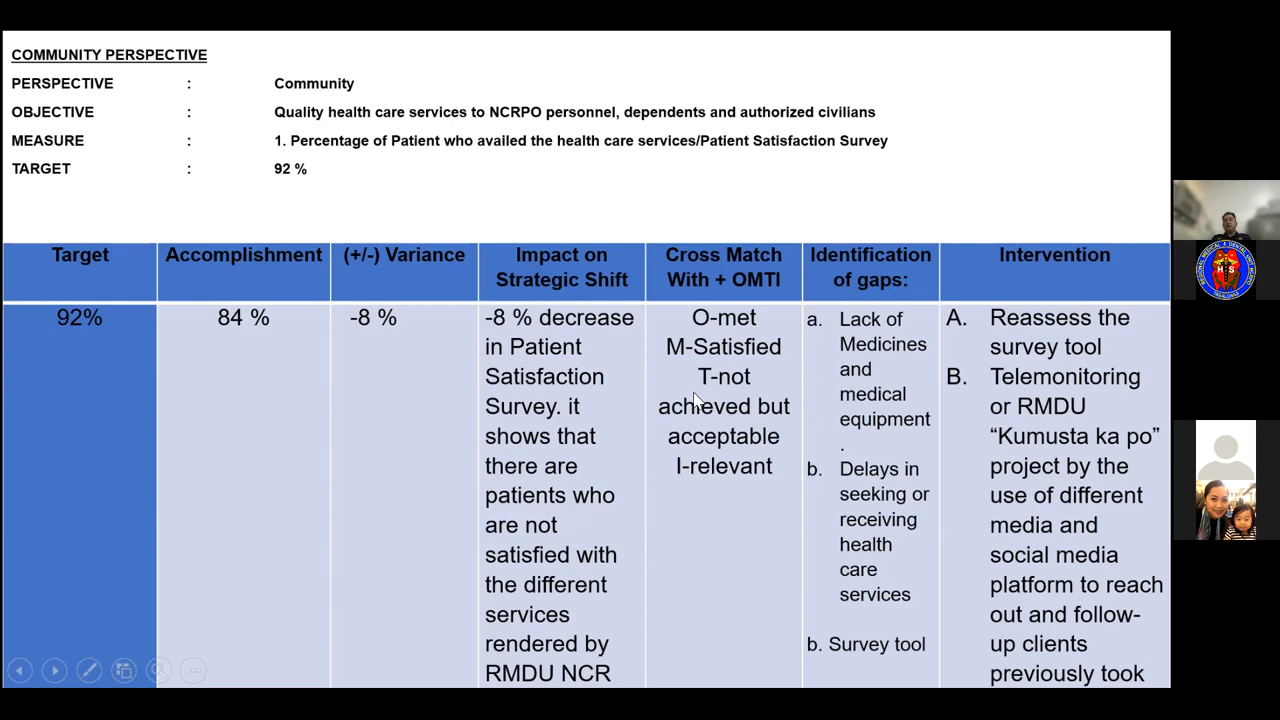 COMMUNITY PERSPECTIVE
PERSPECTIVE : Community
OBJECTIVE : Quality health care services to NCRPO personnel, dependents and authorized civilians
MEASURE : 1. Percentage of Patient who availed the health care services/Patient Satisfaction Survey
TARGET : 92 %
Target
Accomplishment
(+/-) Variance
Impact on
Strategic Shift
Cross Match
With + OMTI
Identification
of gaps:
Intervention
92%
84 %
-8 %
-8 % decrease
in Patient
Satisfaction
Survey. it
shows that
there are
patients who
are not
satisfied with
the different
services
rendered by
RMDU NCR
O-met
M-Satisfied
T-not
achieved but
acceptable
I-relevant
a. Lack of
Medicines
and
medical
equipment
.
b. Delays in
seeking or
receiving
health
care
services
b. Survey tool
A. Reassess the
survey tool
B. Telemonitoring
or RMDU
“Kumusta ka po”
project by the
use of different
media and
social media
platform to reach
out and follow-
up clients
previously took